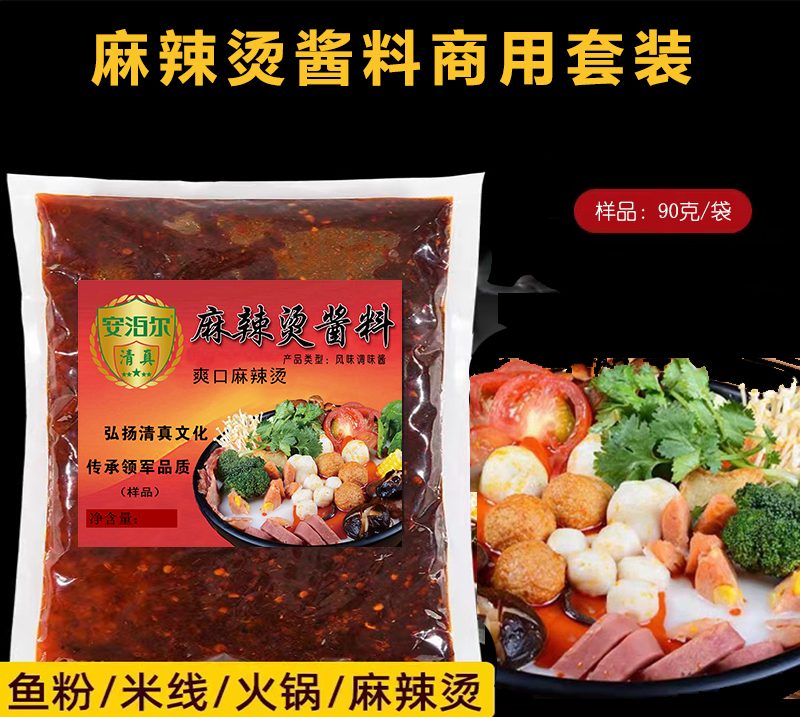 麻辣烫酱料商用套装
样品：90克/袋
安泊尔
清真
麻辣烫酱料
产品类型：风味调味酱
爽口麻辣烫
弘扬清真文化
传承领军品质
（样品）
净含量：
鱼粉/米线/火锅/麻辣烫